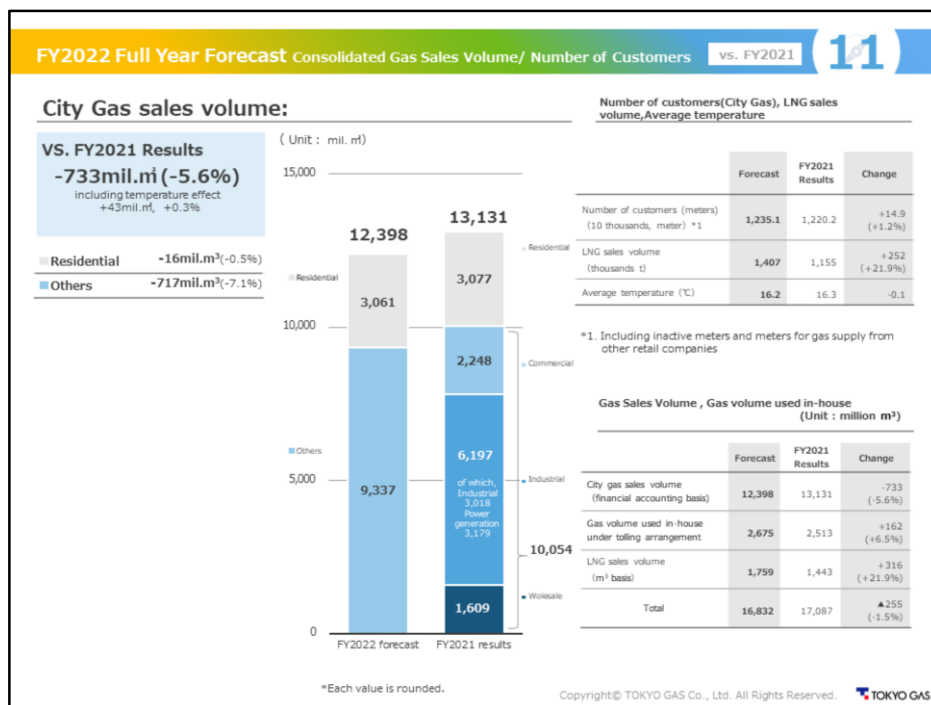 FY2022 Full Year Forecast Consolidated Gas Sales Volume/ Number of Customers
vs. FY2021
11
City Gas sales volume:
VS. FY2021 Results
-733mil.㎥(-5.6%)
including temperature effect
+43mil.㎥, +0.3%
Residential -16mil.m³(-0.5%)
Others -717mil.m³(-7.1%)
( Unit : mil. ㎥)
15,000
10,000
5,000
0
12,398
Residential
3,061
Others
9,337
FY2022 forecast
13,131
Residential
3,077
Commercial
2,248
Industrial
6,197
of which,
Industrial
3,018
Power
generation
3,179
10,054
Wolesale
1,609
FY2021 results
*Each value is rounded.
Number of customers(City Gas), LNG sales
volume,Average temperature
Forecast FY2021 Results Change
Number of customers (meters)
(10 thousands, meter) *1 1,235.1 1,220.2 +14.9 (+1.2%)
LNG sales volume
(thousands t) 1,407 1,155 +252 (+21.9%)
Average temperature (℃) 16.2 16.3 -0.1
*1. Including inactive meters and meters for gas supply from
other retail companies
Gas Sales Volume , Gas volume used in-house
(Unit : million m³)
Forecast FY2021 Results Change
City gas sales volume
(financial accounting basis) 12,398 13,131 -733 (-5.6%)
Gas volume used in-house
under tolling arrangement 2,675 2,513 +162 (+6.5%)
LNG sales volume
(m³ basis) 1,759 1,443 +316 (+21.9%)
Total 16,832 17,087 ▲255 (-1.5%)
Copyright© TOKYO GAS Co., Ltd. All Rights Reserved.
TOKYO GAS